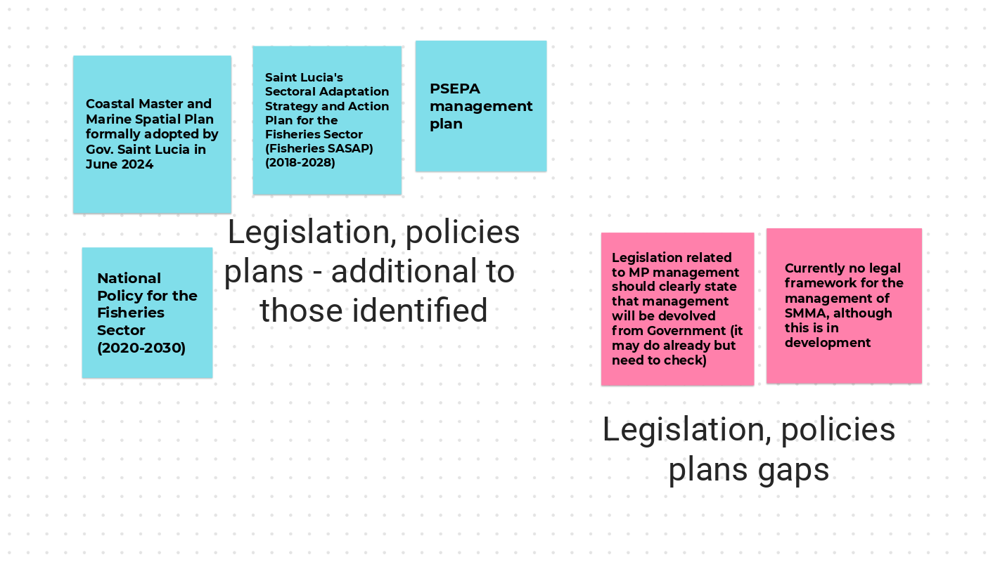 Coastal Master and
Marine Spatial Plan
formally adopted by
Gov. Saint Lucia in
June 2024
Saint Lucia's
Sectoral Adaptation
Strategy and Action
Plan for the
Fisheries Sector
(Fisheries SASAP)
(2018-2028)
PSEPA
management
plan
National
Policy for the
Fisheries
Sector
(2020-2030)
Legislation, policies
plans - additional to
those identified
Legislation related
to MP management
should clearly state
that management
will be devolved
from Government (it
may do already but
need to check)
Currently no legal
framework for the
management of
SMMA, although
this is in
development
Legislation, policies
plans gaps